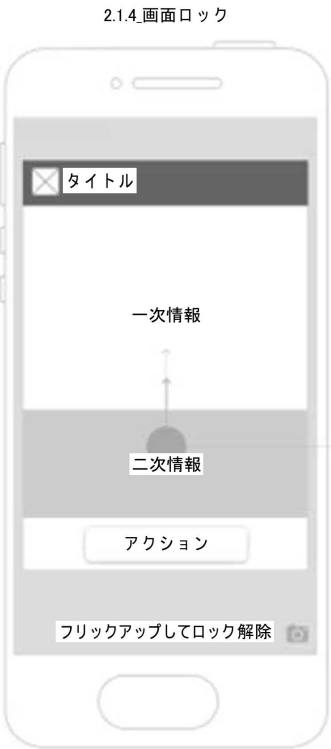 2.1.4_画面ロック
タイトル
一次情報
二次情報
アクション
フリックアップしてロック解除